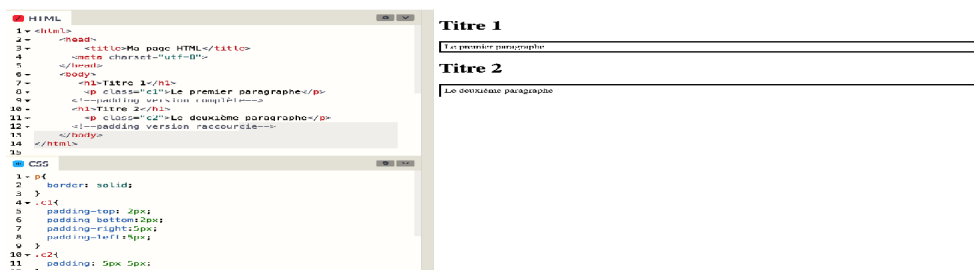 HTML
1 <html>
2 <head>
3 <title>Ma page HTML</title>
4 <meta charset="utf-8">
5 </head>
6 <body>
7 <h1>Titre 1</h1>
8 <p class="c1">Le premier paragraphe</p>
9 <!--padding version complète-->
10 <h1>Titre 2</h1>
11 <p class="c2">Le deuxième paragraphe</p>
12 <!--padding version raccourcie-->
13 </body>
14 </html>
15
CSS
1 p{
2 border: solid;
3 }
4 .c1{
5 padding-top: 2px;
6 padding-bottom:2px;
7 padding-right:5px;
8 padding-left:5px;
9 }
10 .c2{
11 padding: 5px 5px;
Titre 1
Le premier paragraphe
Titre 2
Le deuxième paragraphe